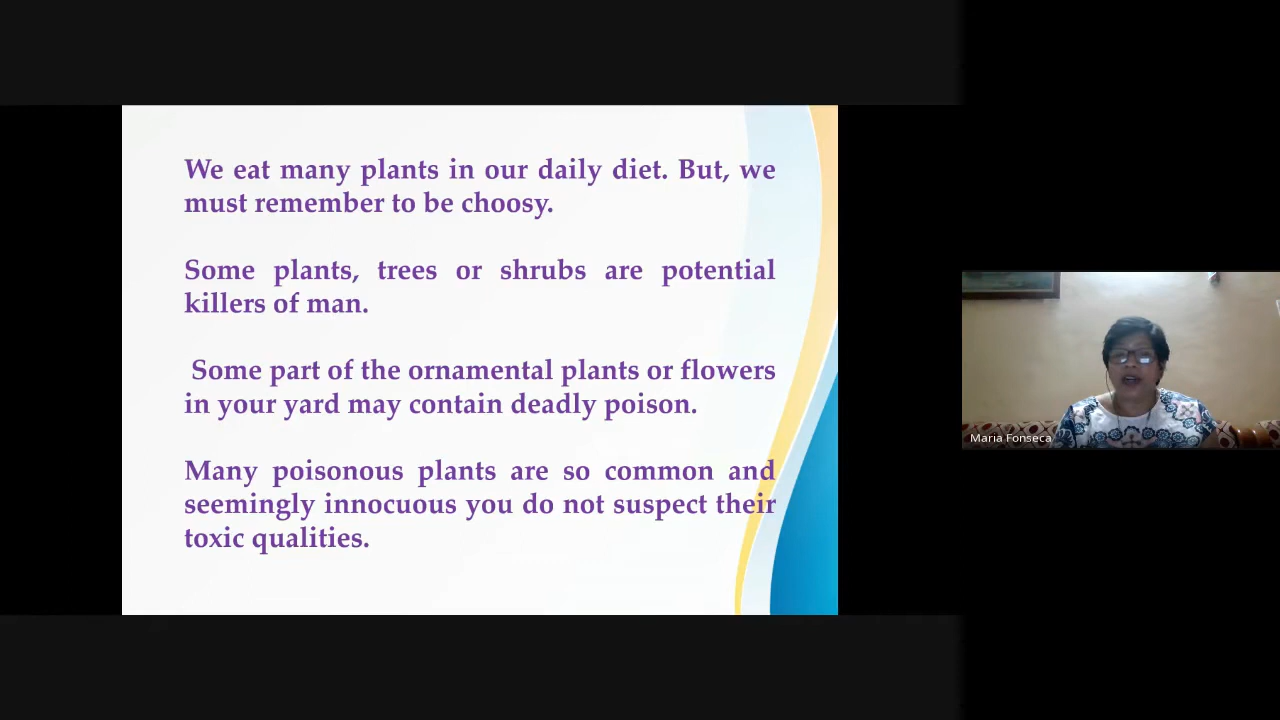 We eat many plants in our daily diet. But, we
must remember to be choosy.
Some plants, trees or shrubs are potential
killers of man.
Some part of the ornamental plants or flowers
in your yard may contain deadly poison.
Many poisonous plants are so common and
seemingly innocuous you do not suspect their
toxic qualities.
Maria Fonseca